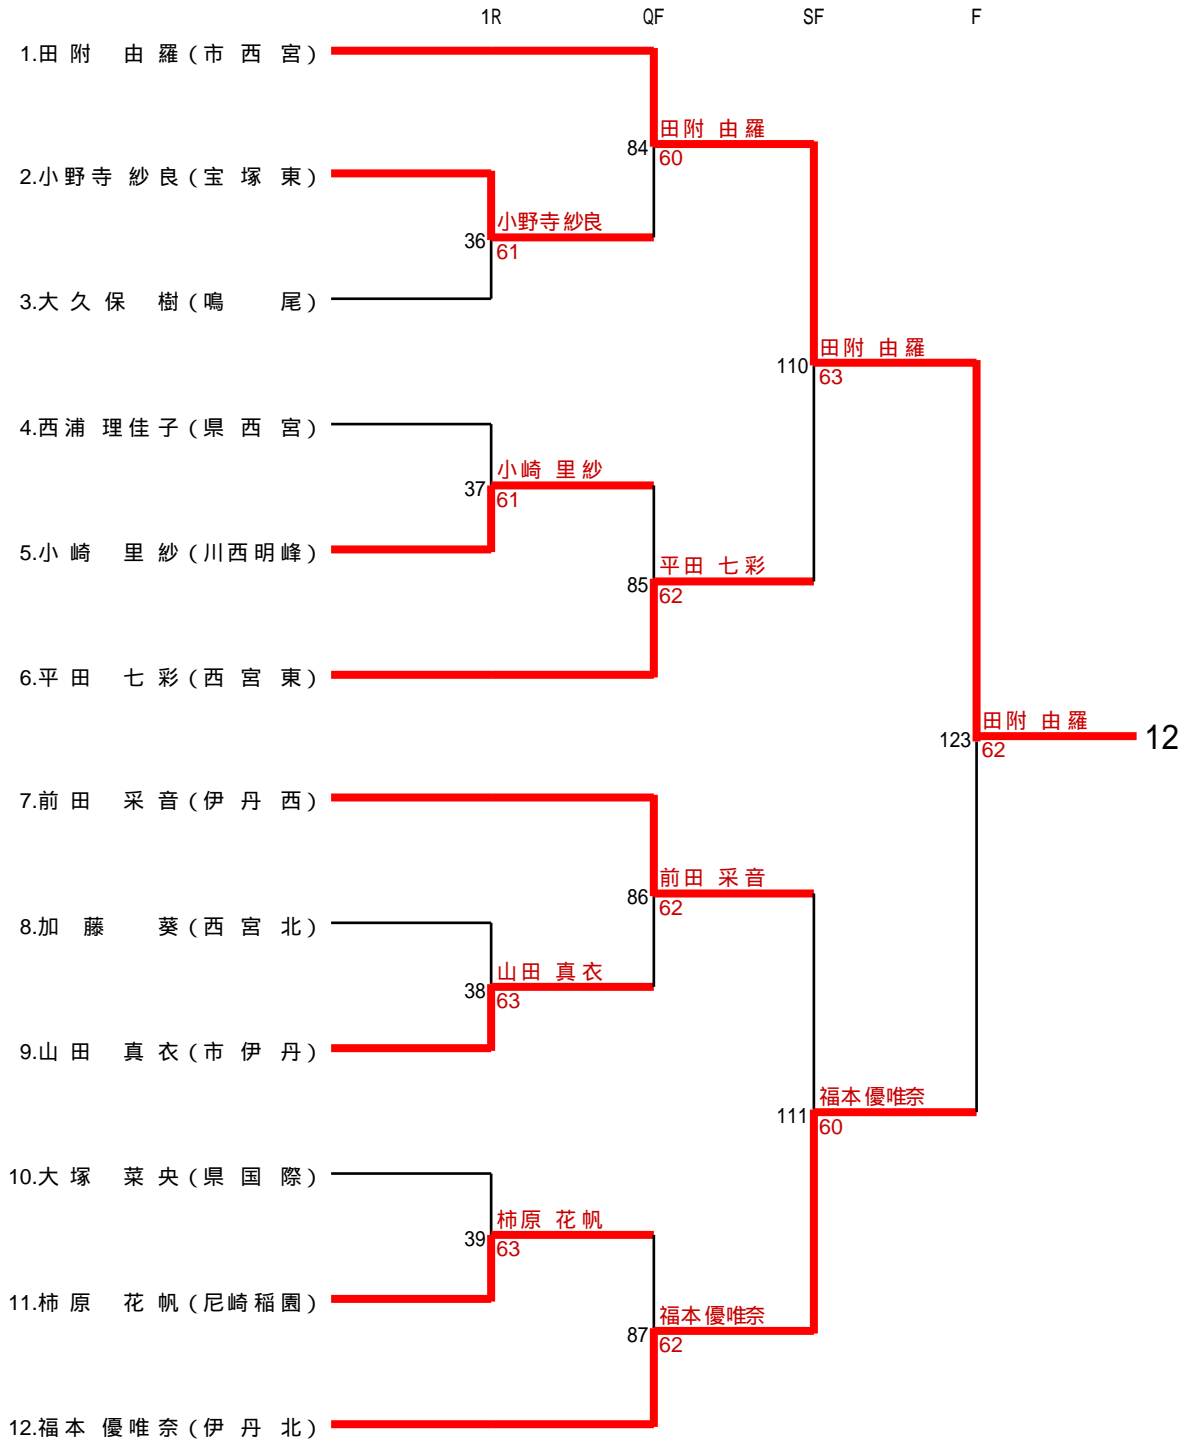 1R QF SF F
1.田附 由羅(市西宮)
田附 由羅
84
60
2.小野寺 紗良(宝塚東)
小野寺紗良
36
61
3.大久保 樹(鳴 尾)
田附 由羅
110
63
4.西浦 理佳子(県西宮)
小崎 里紗
37
61
5.小崎 里紗(川西明峰)
平田 七彩
85
62
6.平田 七彩(西宮東)
田附 由羅
123
62
12
7.前田 采音(伊丹西)
前田 采音
86
62
8.加藤 葵(西宮北)
山田 真衣
38
63
9.山田 真衣(市伊丹)
福本優唯奈
111
60
10.大塚 菜央(県国際)
柿原 花帆
39
63
11.柿原 花帆(尼崎稲園)
福本優唯奈
87
62
12.福本 優唯奈(伊丹北)